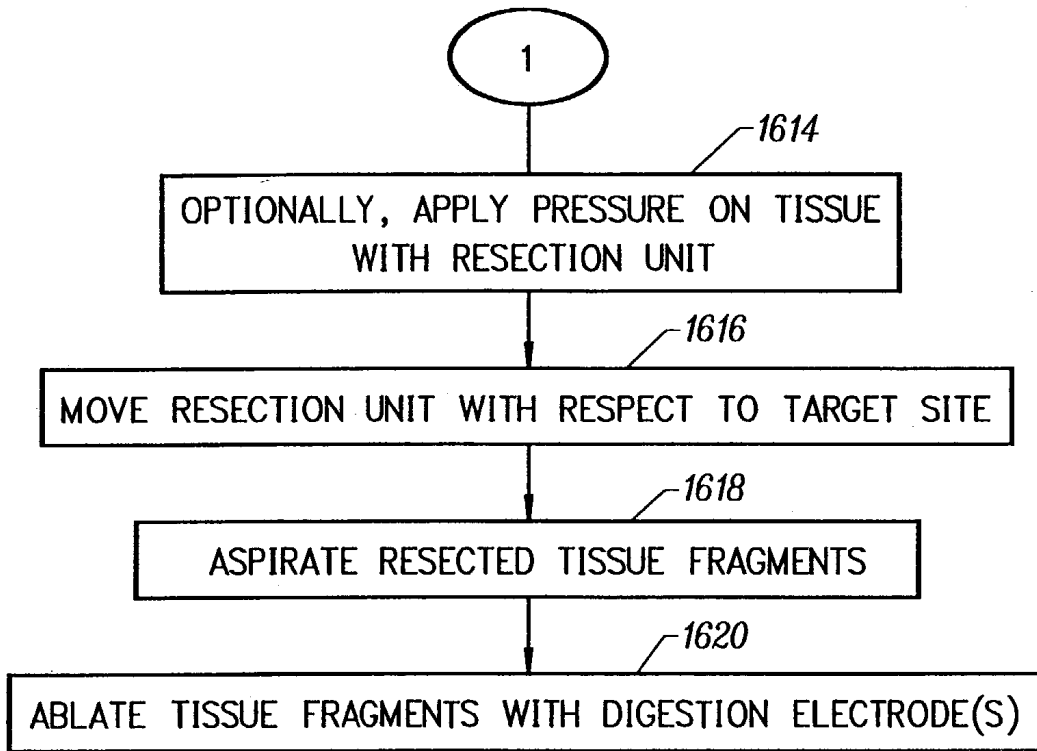 1
1614
OPTIONALLY, APPLY PRESSURE ON TISSUE
WITH RESECTION UNIT
1616
MOVE RESECTION UNIT WITH RESPECT TO TARGET SITE
1618
ASPIRATE RESECTED TISSUE FRAGMENTS
1620
ABLATE TISSUE FRAGMENTS WITH DIGESTION ELECTRODE(S)